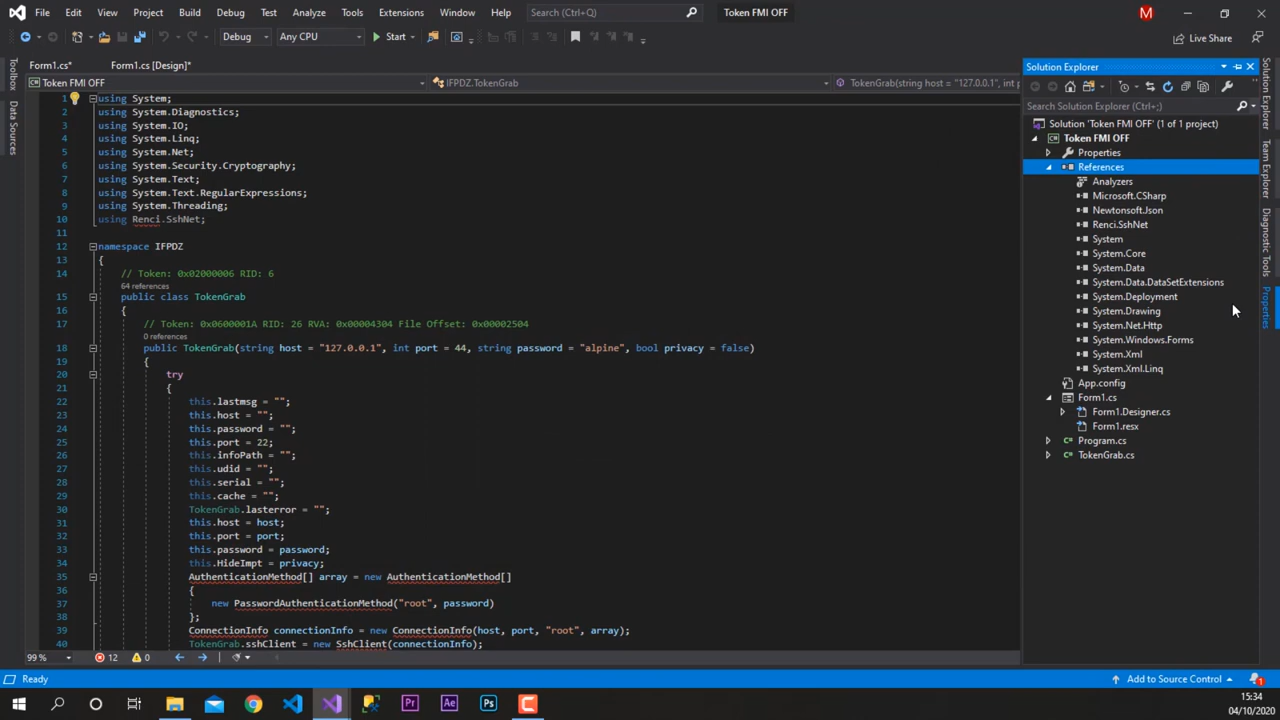 File Edit View Project Build Debug Test Analyze Tools Extensions Window Help Search (Ctrl+Q) Token FMI OFF M
Debug Any CPU Start Live Share
Form1.cs* Form1.cs [Design]*
Token FMI OFF IFPDZ.TokenGrab TokenGrab(string host = "127.0.0.1", int p
Toolbox
Data Sources
1 using System;
2 using System.Diagnostics;
3 using System.IO;
4 using System.Linq;
5 using System.Net;
6 using System.Security.Cryptography;
7 using System.Text;
8 using System.Text.RegularExpressions;
9 using System.Threading;
10 using Renci.SshNet;
11
12 namespace IFPDZ
13 {
14 // Token: 0x02000006 RID: 6
64 references
15 public class TokenGrab
16 {
17 // Token: 0x0600001A RID: 26 RVA: 0x00004304 File Offset: 0x00002504
0 references
18 public TokenGrab(string host = "127.0.0.1", int port = 44, string password = "alpine", bool privacy = false)
19 {
20 try
21 {
22 this.lastmsg = "";
23 this.host = "";
24 this.password = "";
25 this.port = 22;
26 this.infoPath = "";
27 this.udid = "";
28 this.serial = "";
29 this.cache = "";
30 TokenGrab.lasterror = "";
31 this.host = host;
32 this.port = port;
33 this.password = password;
34 this.HideImpt = privacy;
35 AuthenticationMethod[] array = new AuthenticationMethod[]
36 {
37 new PasswordAuthenticationMethod("root", password)
38 };
39 ConnectionInfo connectionInfo = new ConnectionInfo(host, port, "root", array);
40 TokenGrab.sshClient = new SshClient(connectionInfo);
99 % 12 0
Solution Explorer
Search Solution Explorer (Ctrl+;)
Solution 'Token FMI OFF' (1 of 1 project)
Token FMI OFF
Properties
References
Analyzers
Microsoft.CSharp
Newtonsoft.Json
Renci.SshNet
System
System.Core
System.Data
System.Data.DataSetExtensions
System.Deployment
System.Drawing
System.Net.Http
System.Windows.Forms
System.Xml
System.Xml.Linq
App.config
Form1.cs
Form1.Designer.cs
Form1.resx
Program.cs
TokenGrab.cs
Solution Explorer
Team Explorer
Diagnostic Tools
Properties
Ready Add to Source Control 1
Pr Ae Ps
15:34
04/10/2020